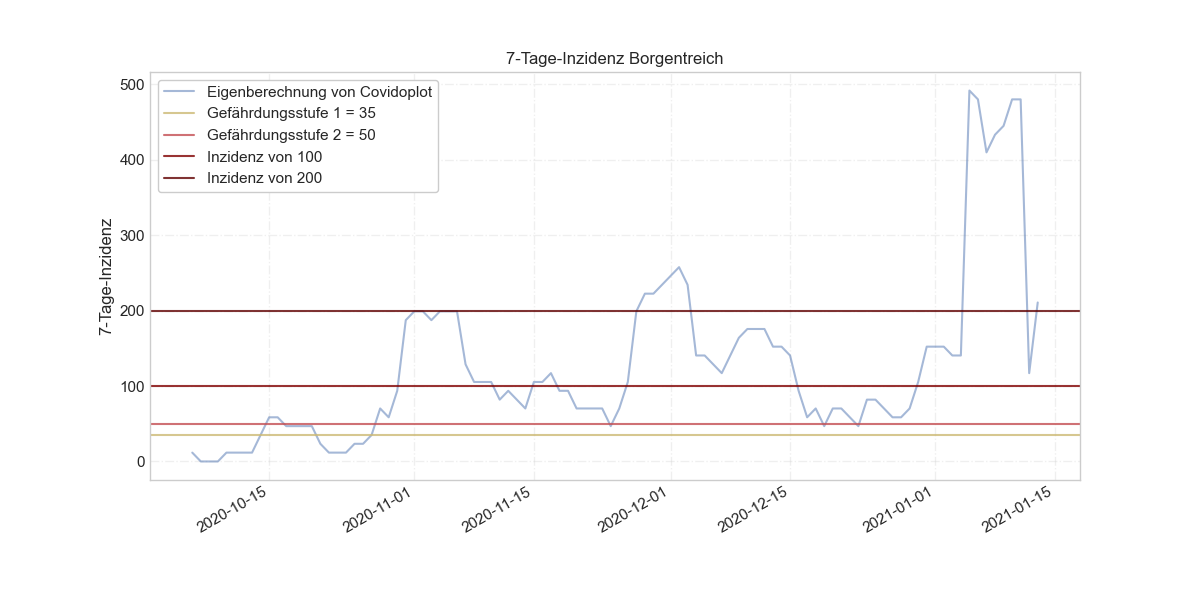 7-Tage-Inzidenz Borgentreich
Eigenberechnung von Covidoplot
Gefährdungsstufe 1 = 35
Gefährdungsstufe 2 = 50
Inzidenz von 100
Inzidenz von 200
7-Tage-Inzidenz
500
400
300
200
100
0
2020-10-15
2020-11-01
2020-11-15
2020-12-01
2020-12-15
2021-01-01
2021-01-15